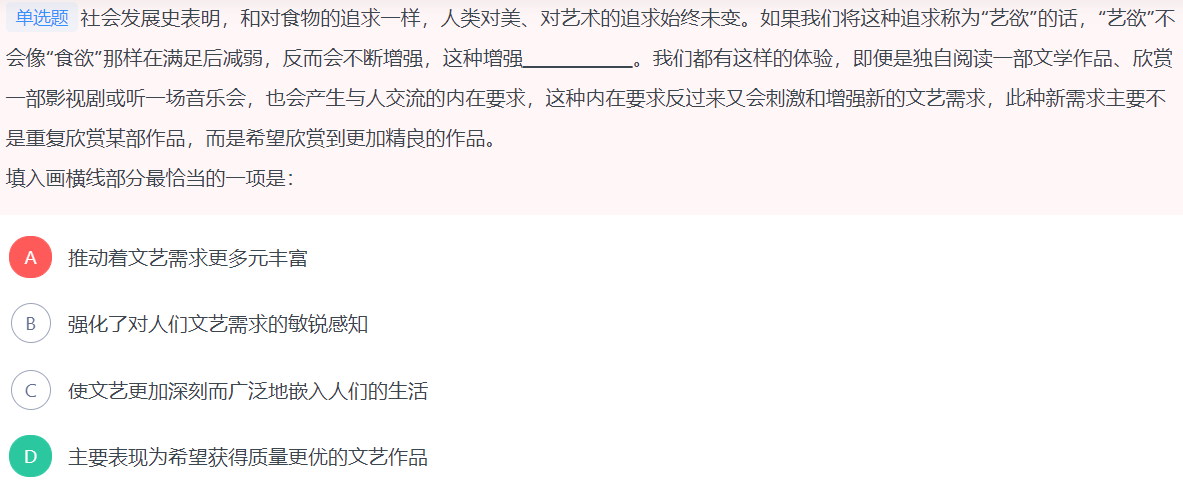 单选题 社会发展史表明，和对食物的追求一样，人类对美、对艺术的追求始终未变。如果我们将这种追求称为“艺欲”的话，“艺欲”不
会像“食欲”那样在满足后减弱，反而会不断增强，这种增强___________。我们都有这样的体验，即便是独自阅读一部文学作品、欣赏
一部影视剧或听一场音乐会，也会产生与人交流的内在要求，这种内在要求反过来又会刺激和增强新的文艺需求，此种新需求主要不
是重复欣赏某部作品，而是希望欣赏到更加精良的作品。
填入画横线部分最恰当的一项是：
A 推动着文艺需求更多元丰富
B 强化了对人们文艺需求的敏锐感知
C 使文艺更加深刻而广泛地嵌入人们的生活
D 主要表现为希望获得质量更优的文艺作品